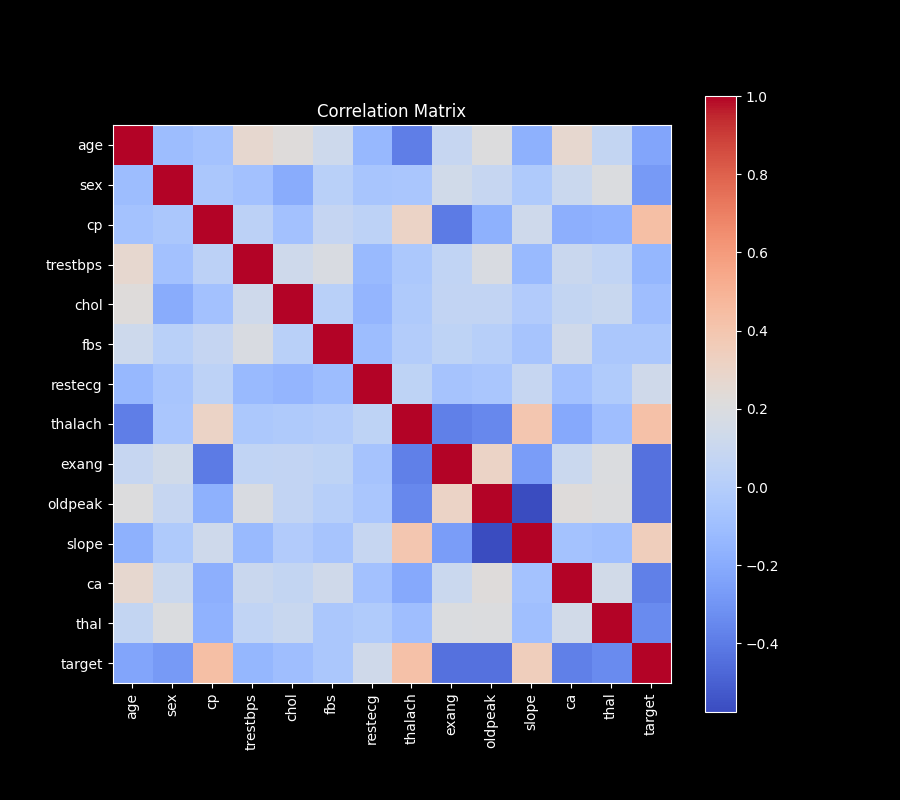 Correlation Matrix
age
sex
cp
trestbps
chol
fbs
restecg
thalach
exang
oldpeak
slope
ca
thal
target
age
sex
cp
trestbps
chol
fbs
restecg
thalach
exang
oldpeak
slope
ca
thal
target
1.0
0.8
0.6
0.4
0.2
0.0
−0.2
−0.4